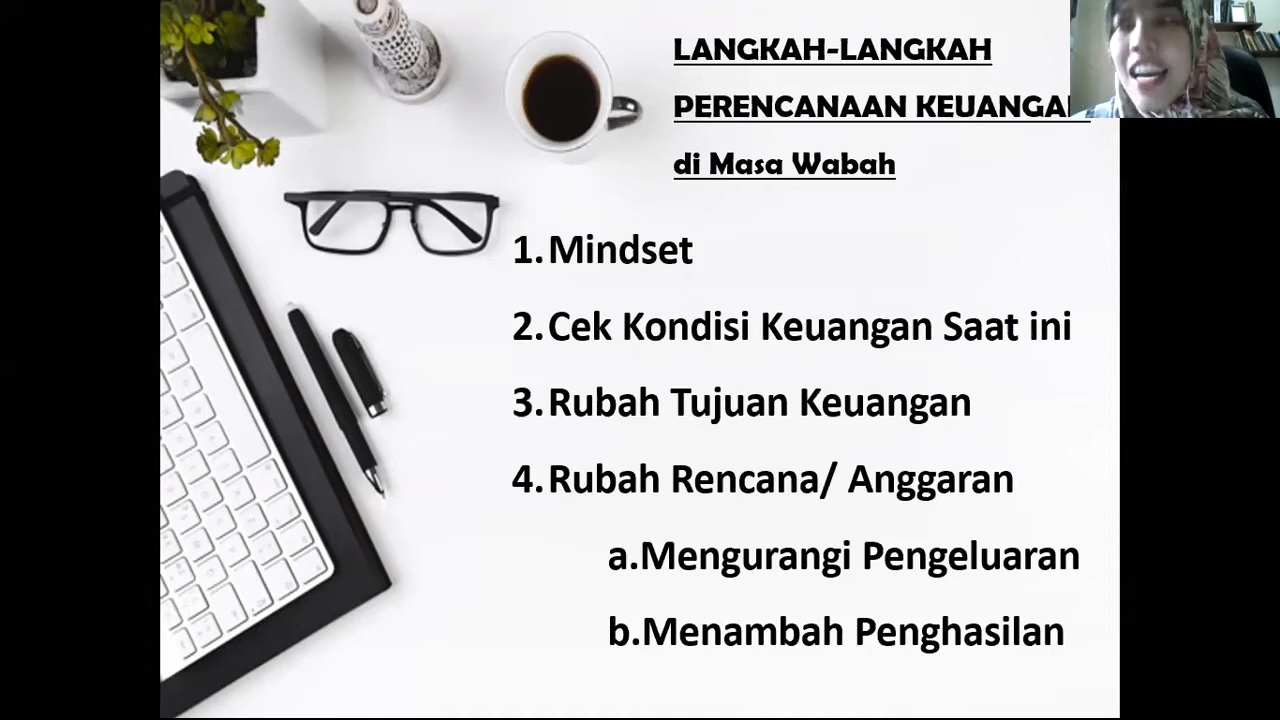 LANGKAH-LANGKAH
PERENCANAAN KEUANGAN
di Masa Wabah
1. Mindset
2. Cek Kondisi Keuangan Saat ini
3. Rubah Tujuan Keuangan
4. Rubah Rencana/ Anggaran
a.Mengurangi Pengeluaran
b.Menambah Penghasilan